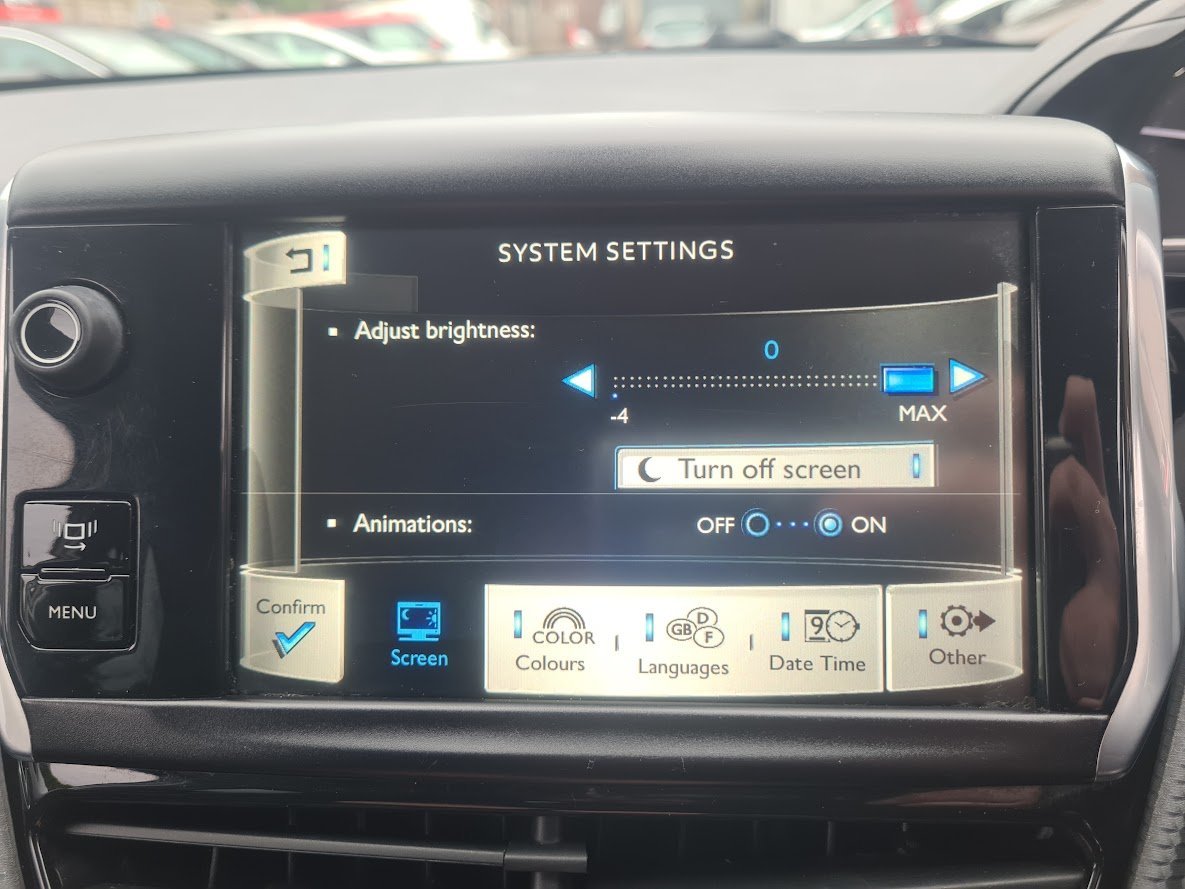 SYSTEM SETTINGS
Adjust brightness:
0
-4
MAX
Turn off screen
Animations:
OFF
ON
MENU
Confirm
Screen
COLOR
Colours
GB D F
Languages
9
Date Time
Other